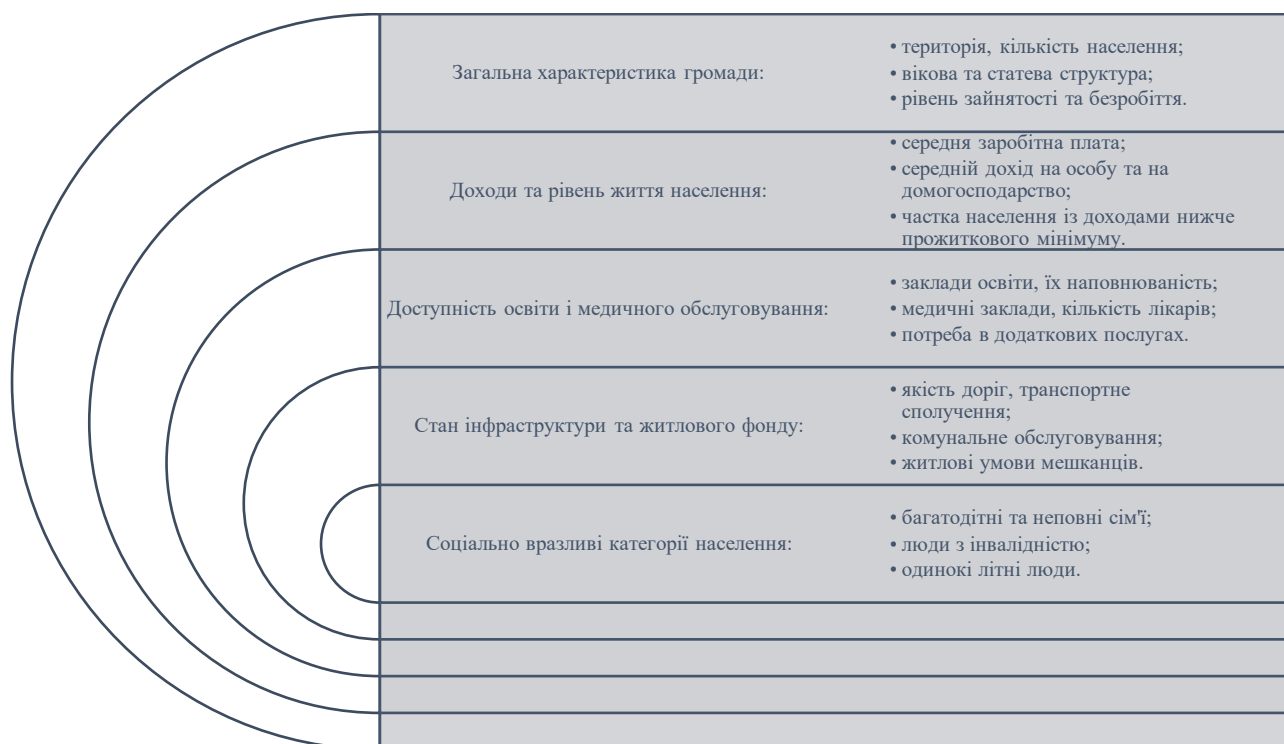 Загальна характеристика громади:
• територія, кількість населення;
• вікова та статева структура;
• рівень зайнятості та безробіття.
Доходи та рівень життя населення:
• середня заробітна плата;
• середній дохід на особу та на
домогосподарство;
• частка населення із доходами нижче
прожиткового мінімуму.
Доступність освіти і медичного обслуговування:
• заклади освіти, їх наповнюваність;
• медичні заклади, кількість лікарів;
• потреба в додаткових послугах.
Стан інфраструктури та житлового фонду:
• якість доріг, транспортне
сполучення;
• комунальне обслуговування;
• житлові умови мешканців.
Соціально вразливі категорії населення:
• багатодітні та неповні сім'ї;
• люди з інвалідністю;
• одинокі літні люди.